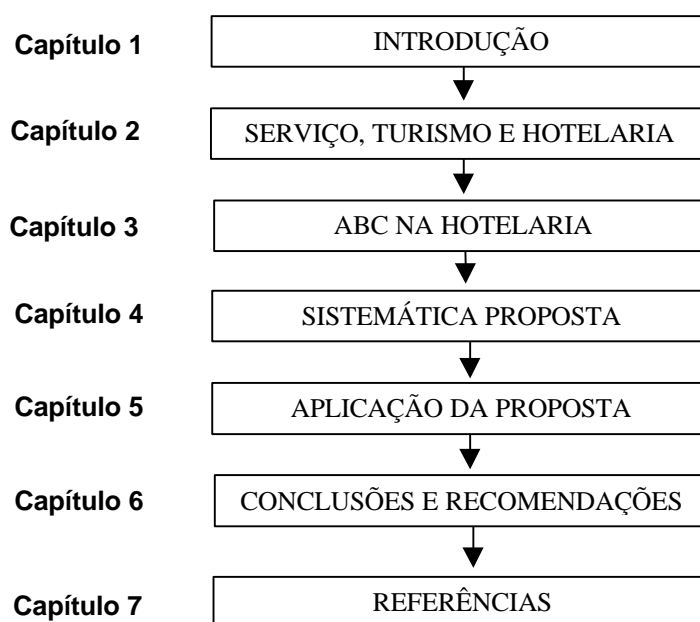 Capítulo 1 INTRODUÇÃO
Capítulo 2 SERVIÇO, TURISMO E HOTELARIA
Capítulo 3 ABC NA HOTELARIA
Capítulo 4 SISTEMÁTICA PROPOSTA
Capítulo 5 APLICAÇÃO DA PROPOSTA
Capítulo 6 CONCLUSÕES E RECOMENDAÇÕES
Capítulo 7 REFERÊNCIAS